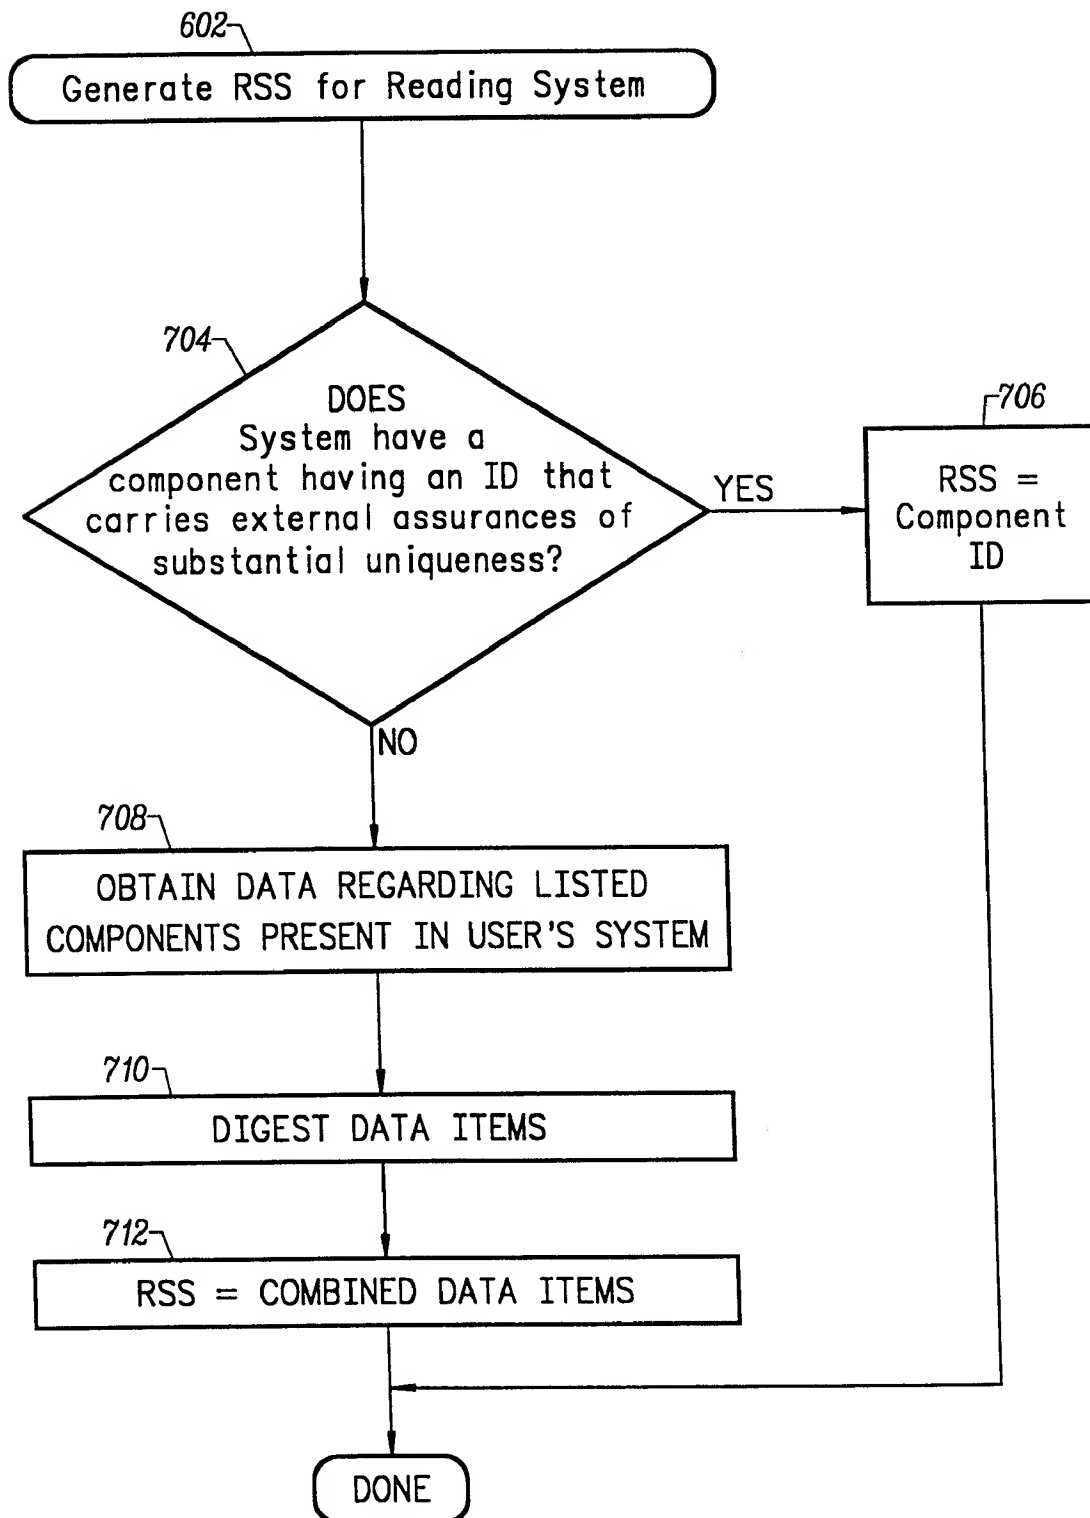 602
Generate RSS for Reading System
704
DOES
System have a
component having an ID that
carries external assurances of
substantial uniqueness?
YES
706
RSS =
Component
ID
NO
708
OBTAIN DATA REGARDING LISTED
COMPONENTS PRESENT IN USER'S SYSTEM
710
DIGEST DATA ITEMS
712
RSS = COMBINED DATA ITEMS
DONE